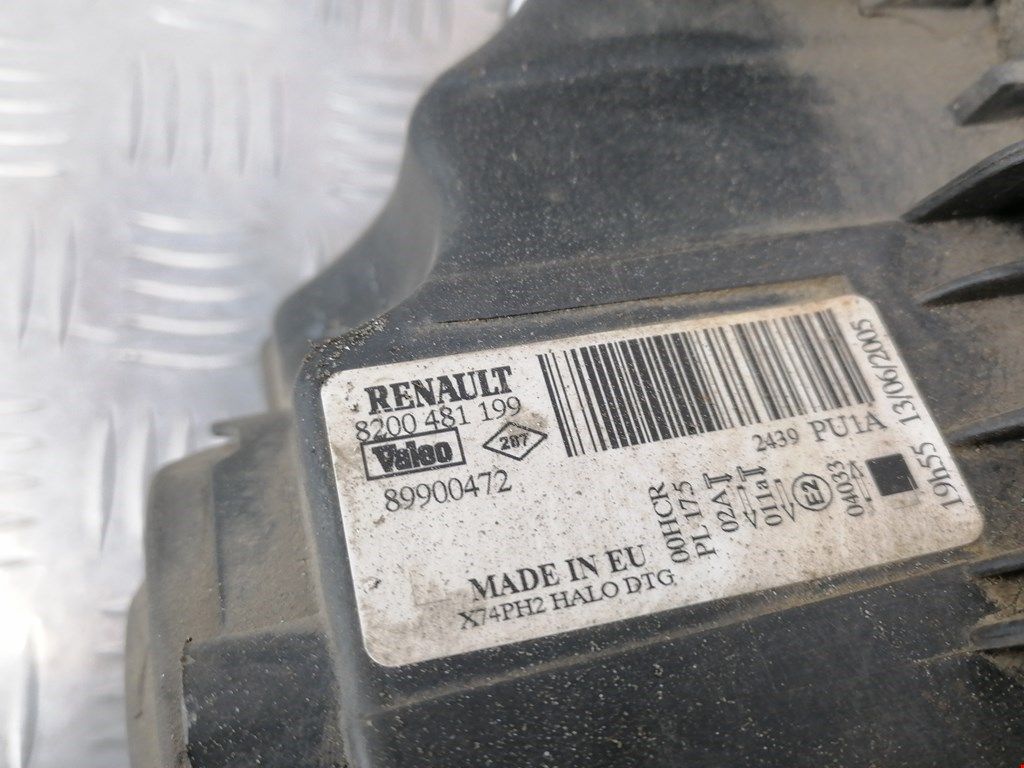 RENAULT
8200 481 199
Valeo
207
89900472
2439 PU1A
13/06/2005
19h55
00HCR
PL 175
02A
011a
E2
04033
MADE IN EU
X74PH2 HALO DTG